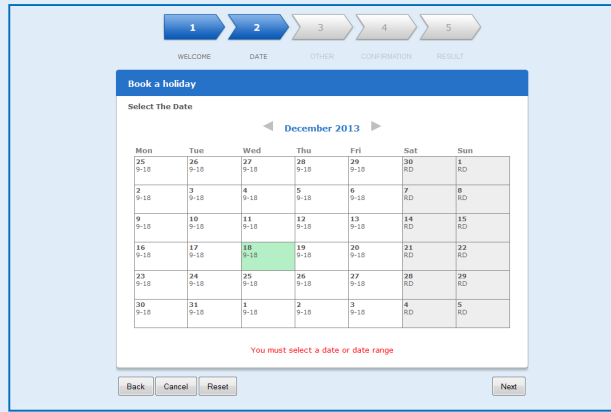 1 2 3 4 5
WELCOME DATE OTHER CONFIRMATION RESULT
Book a holiday
Select The Date
December 2013
Mon Tue Wed Thu Fri Sat Sun
25 26 27 28 29 30 1
9-18 9-18 9-18 9-18 9-18 RD RD
2 3 4 5 6 7 8
9-18 9-18 9-18 9-18 9-18 RD RD
9 10 11 12 13 14 15
9-18 9-18 9-18 9-18 9-18 RD RD
16 17 18 19 20 21 22
9-18 9-18 9-18 9-18 9-18 RD RD
23 24 25 26 27 28 29
9-18 9-18 9-18 9-18 9-18 RD RD
30 31 1 2 3 4 5
9-18 9-18 9-18 9-18 9-18 RD RD
You must select a date or date range
Back Cancel Reset Next